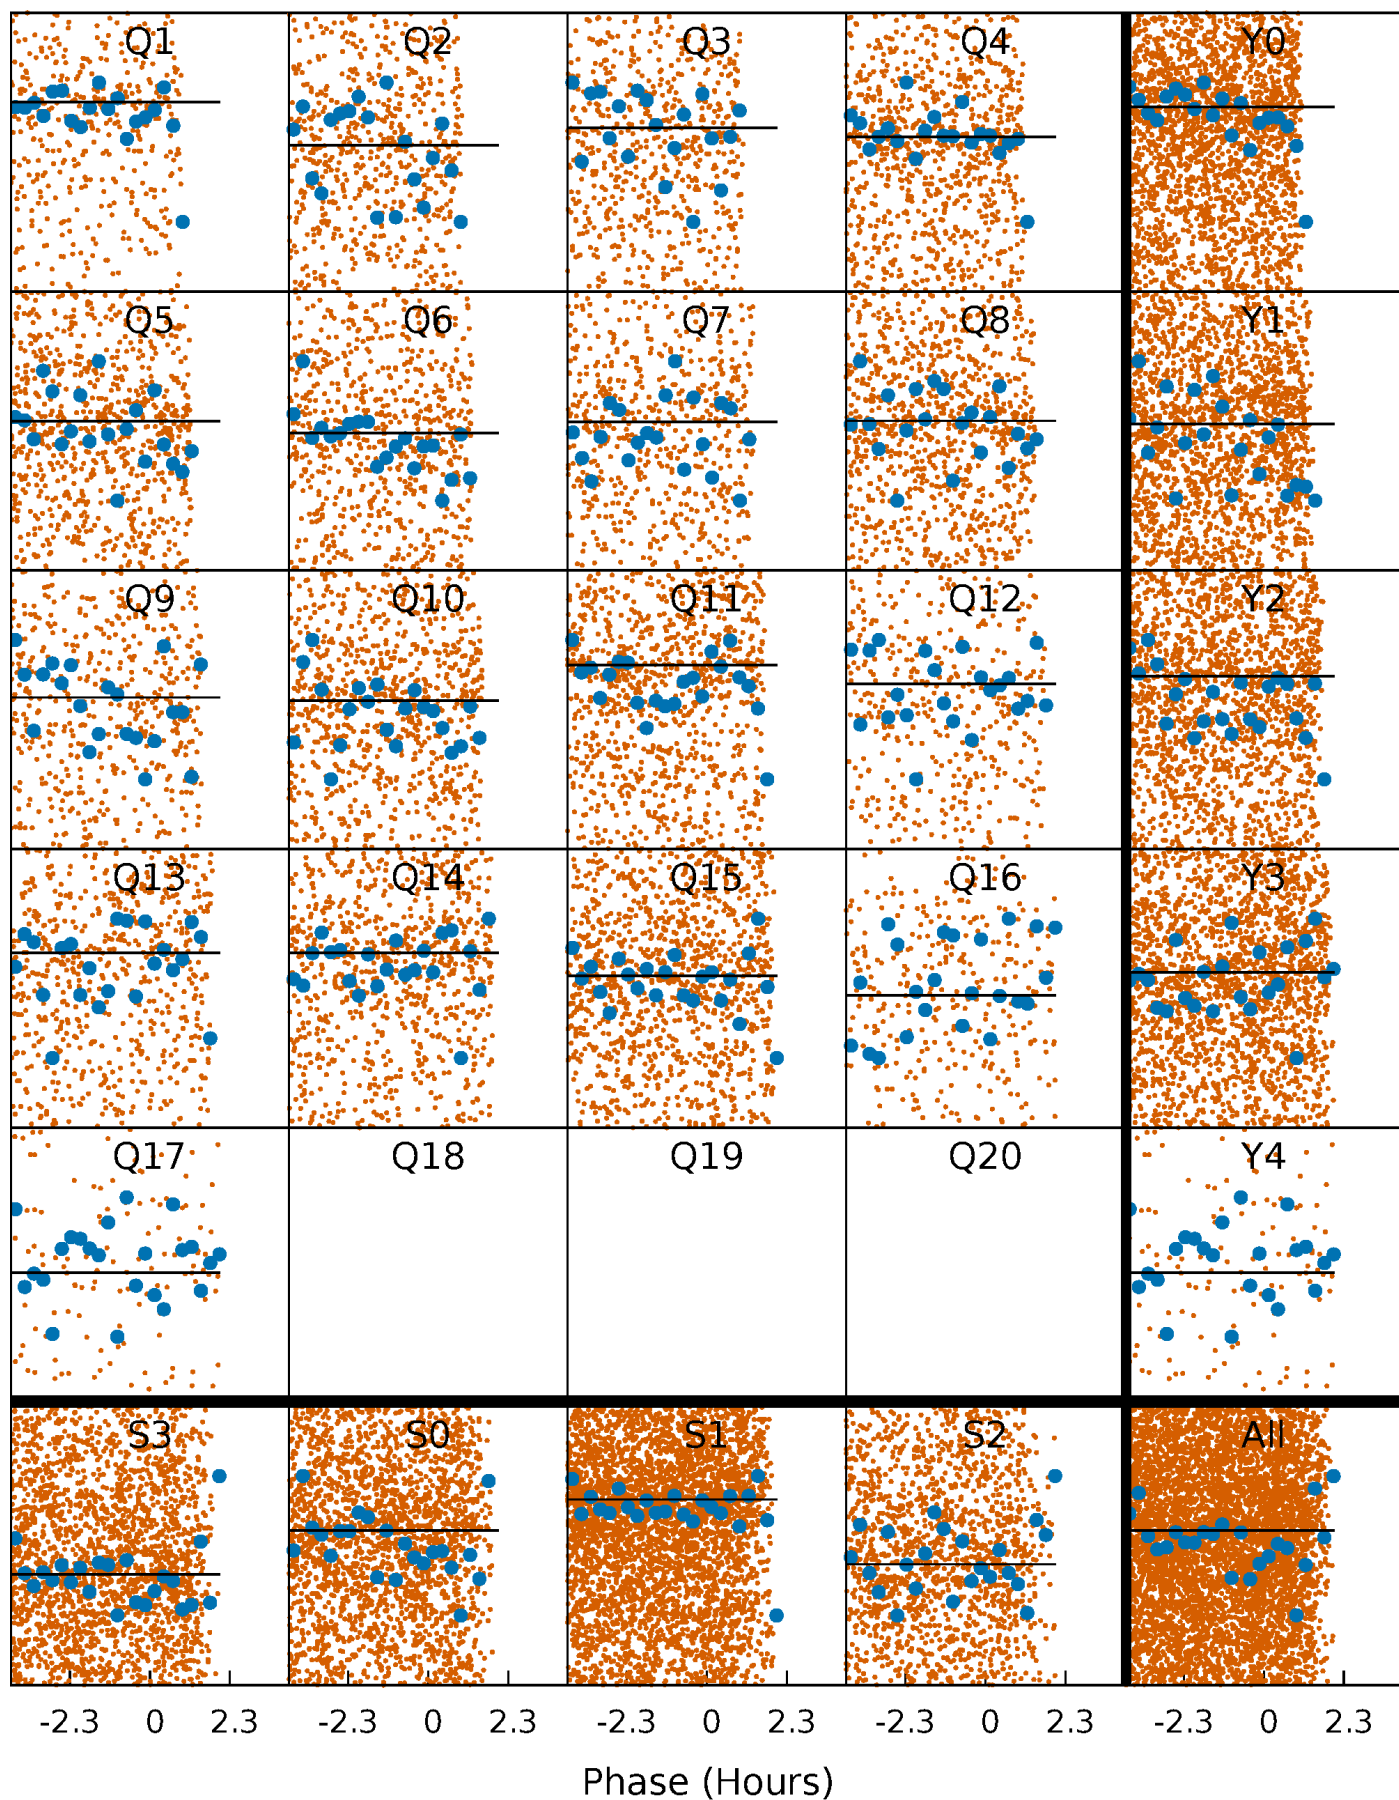 Q1 Q2 Q3 Q4 Y0
Q5 Q6 Q7 Q8 Y1
Q9 Q10 Q11 Q12 Y2
Q13 Q14 Q15 Q16 Y3
Q17 Q18 Q19 Q20 Y4
S3 S0 S1 S2 All
-2.3 0 2.3 -2.3 0 2.3 -2.3 0 2.3 -2.3 0 2.3 -2.3 0 2.3
Phase (Hours)